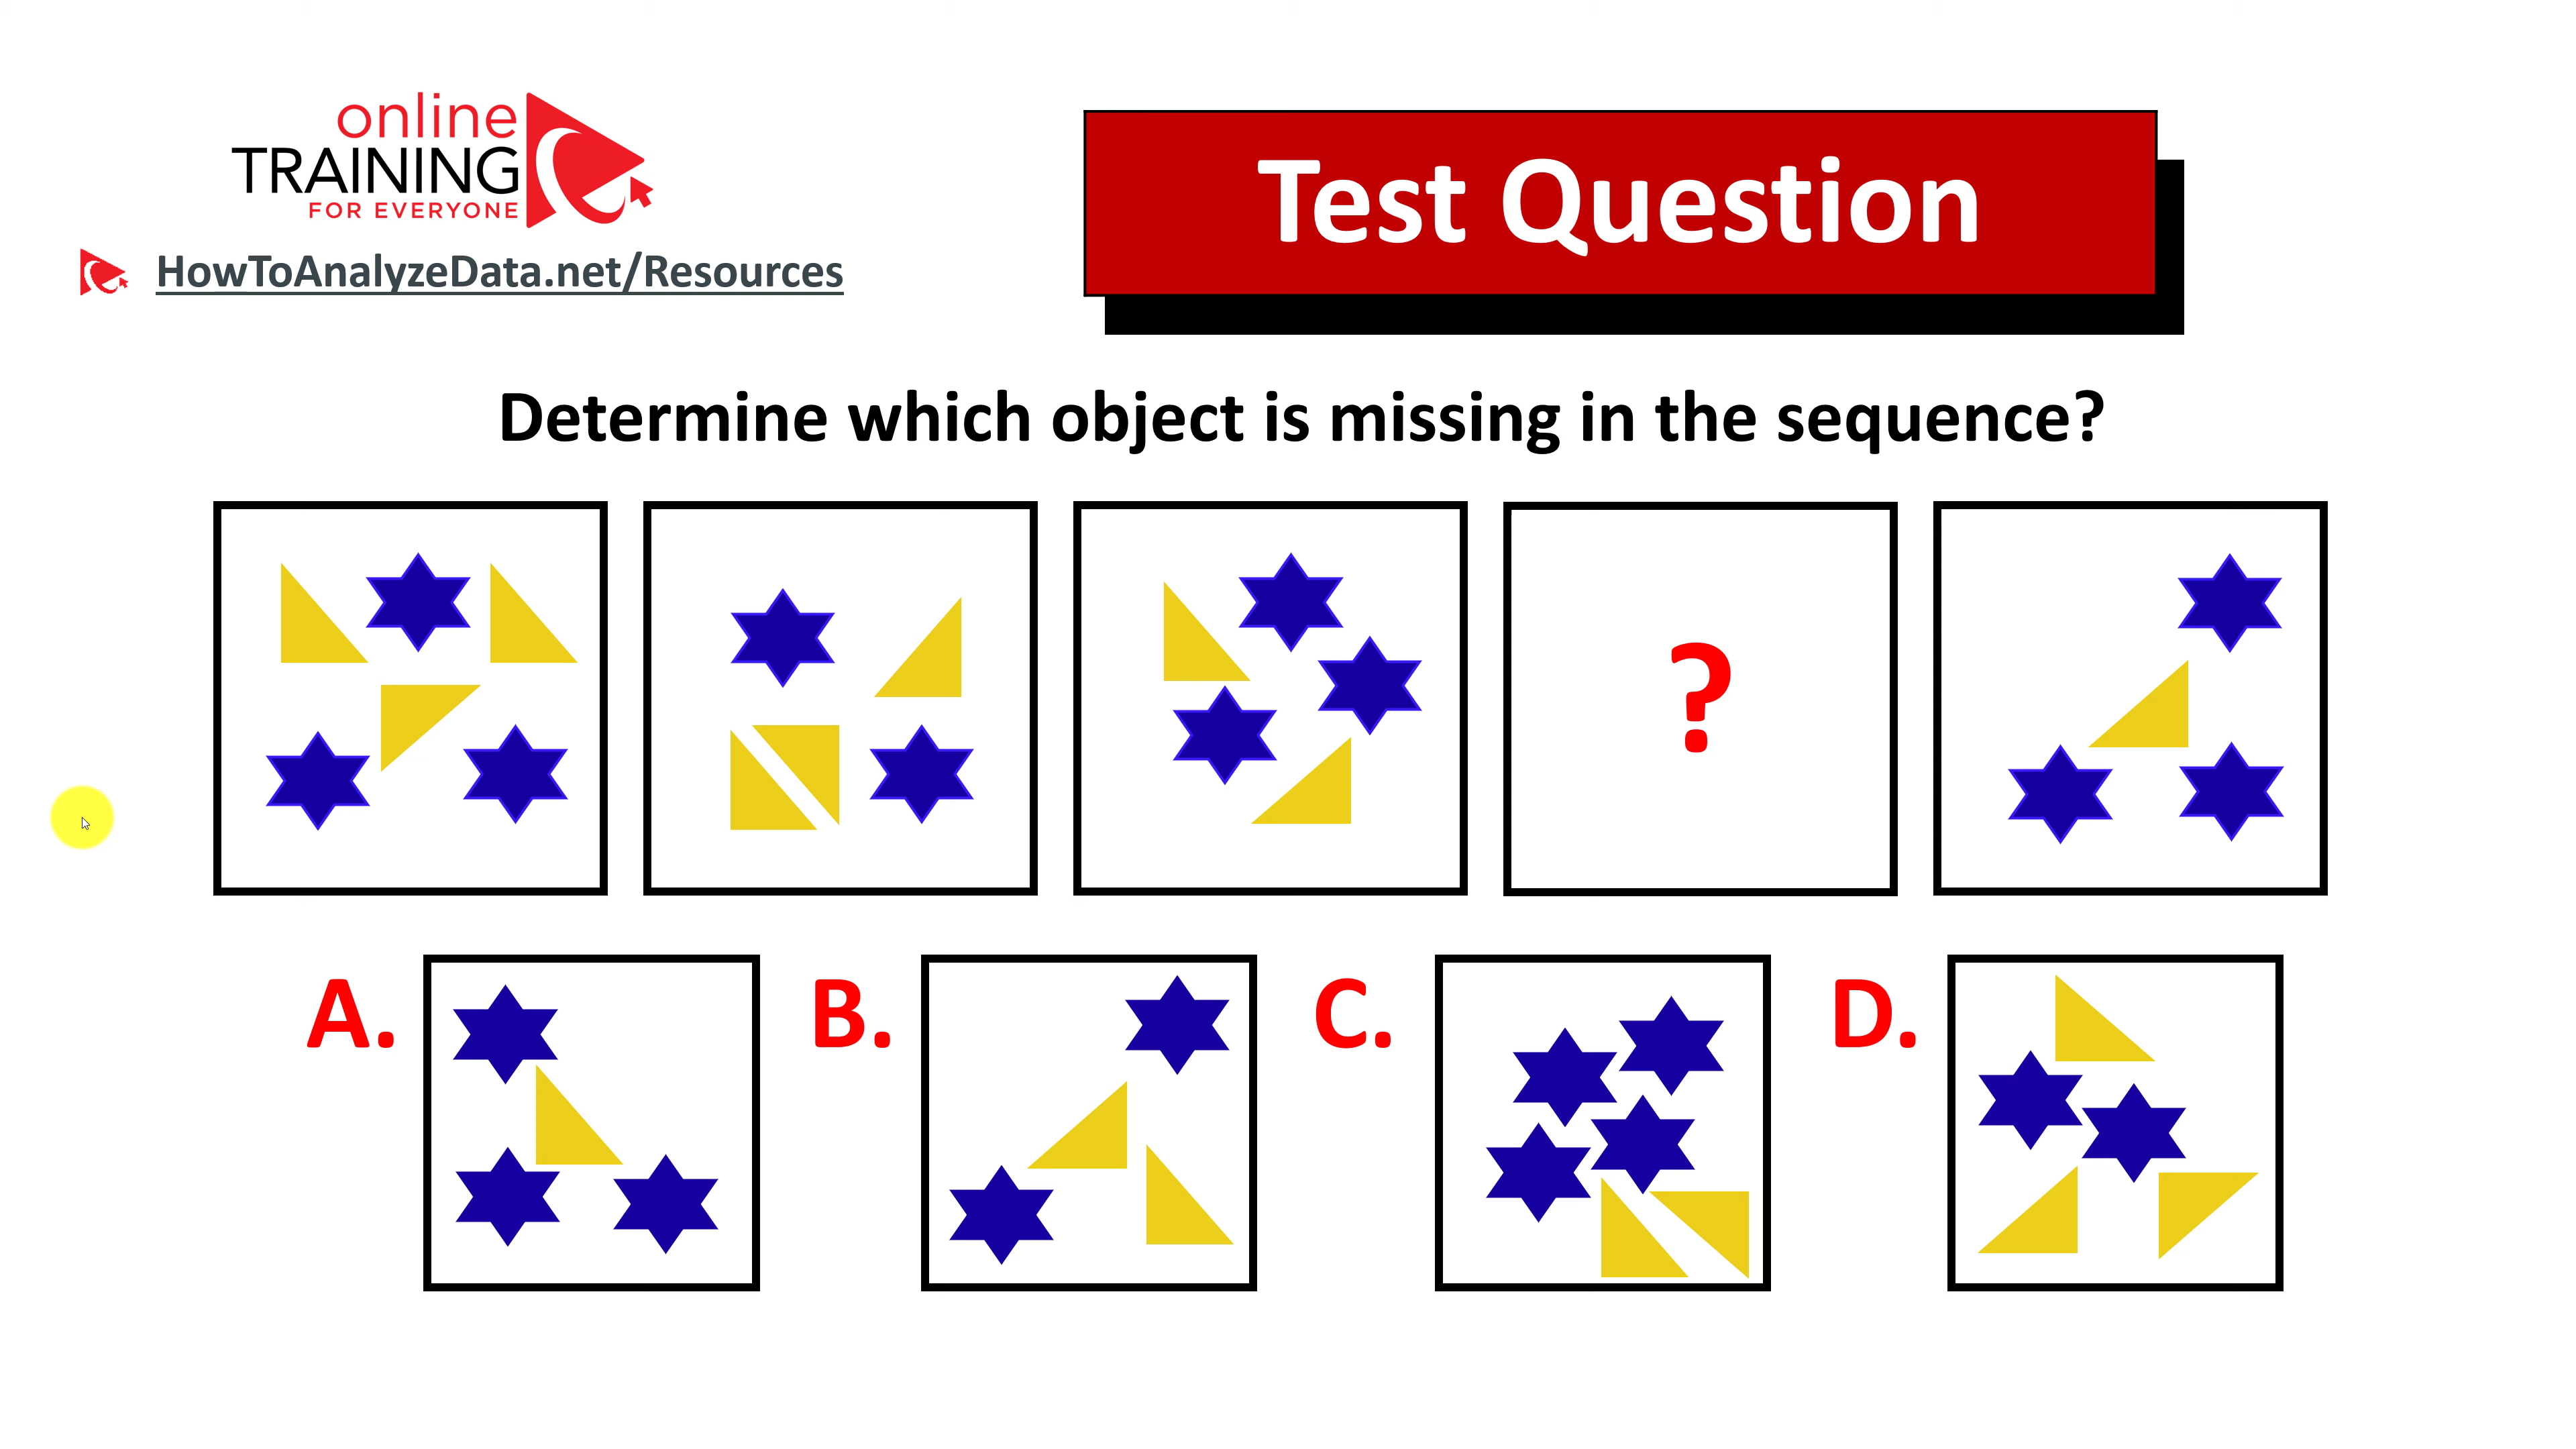 online
TRAINING
FOR EVERYONE
HowToAnalyzeData.net/Resources
Test Question
Determine which object is missing in the sequence?
?
A.
B.
C.
D.